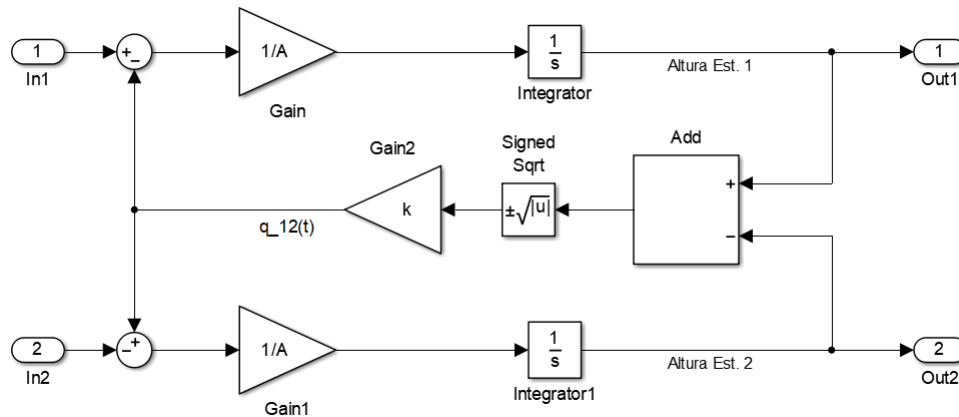 1
In1
+
−
1/A
Gain
1
s
Integrator
Altura Est. 1
1
Out1
Gain2
k
q_12(t)
Signed
Sqrt
±√|u|
Add
+
−
2
In2
−
+
1/A
Gain1
1
s
Integrator1
Altura Est. 2
2
Out2